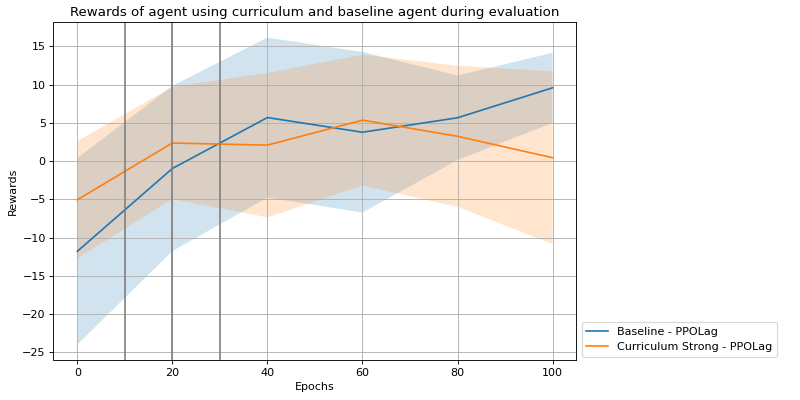 Rewards of agent using curriculum and baseline agent during evaluation
Rewards
15
10
5
0
−5
−10
−15
−20
−25
0 20 40 60 80 100
Epochs
Baseline - PPOLag
Curriculum Strong - PPOLag